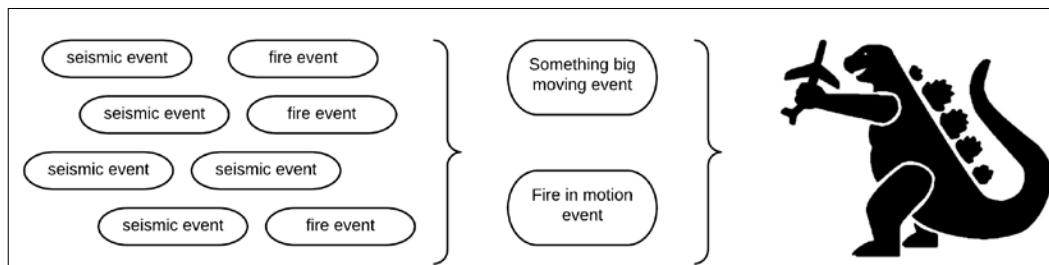 seismic event
fire event
Something big
moving event
seismic event
fire event
seismic event
seismic event
Fire in motion
event
seismic event
fire event